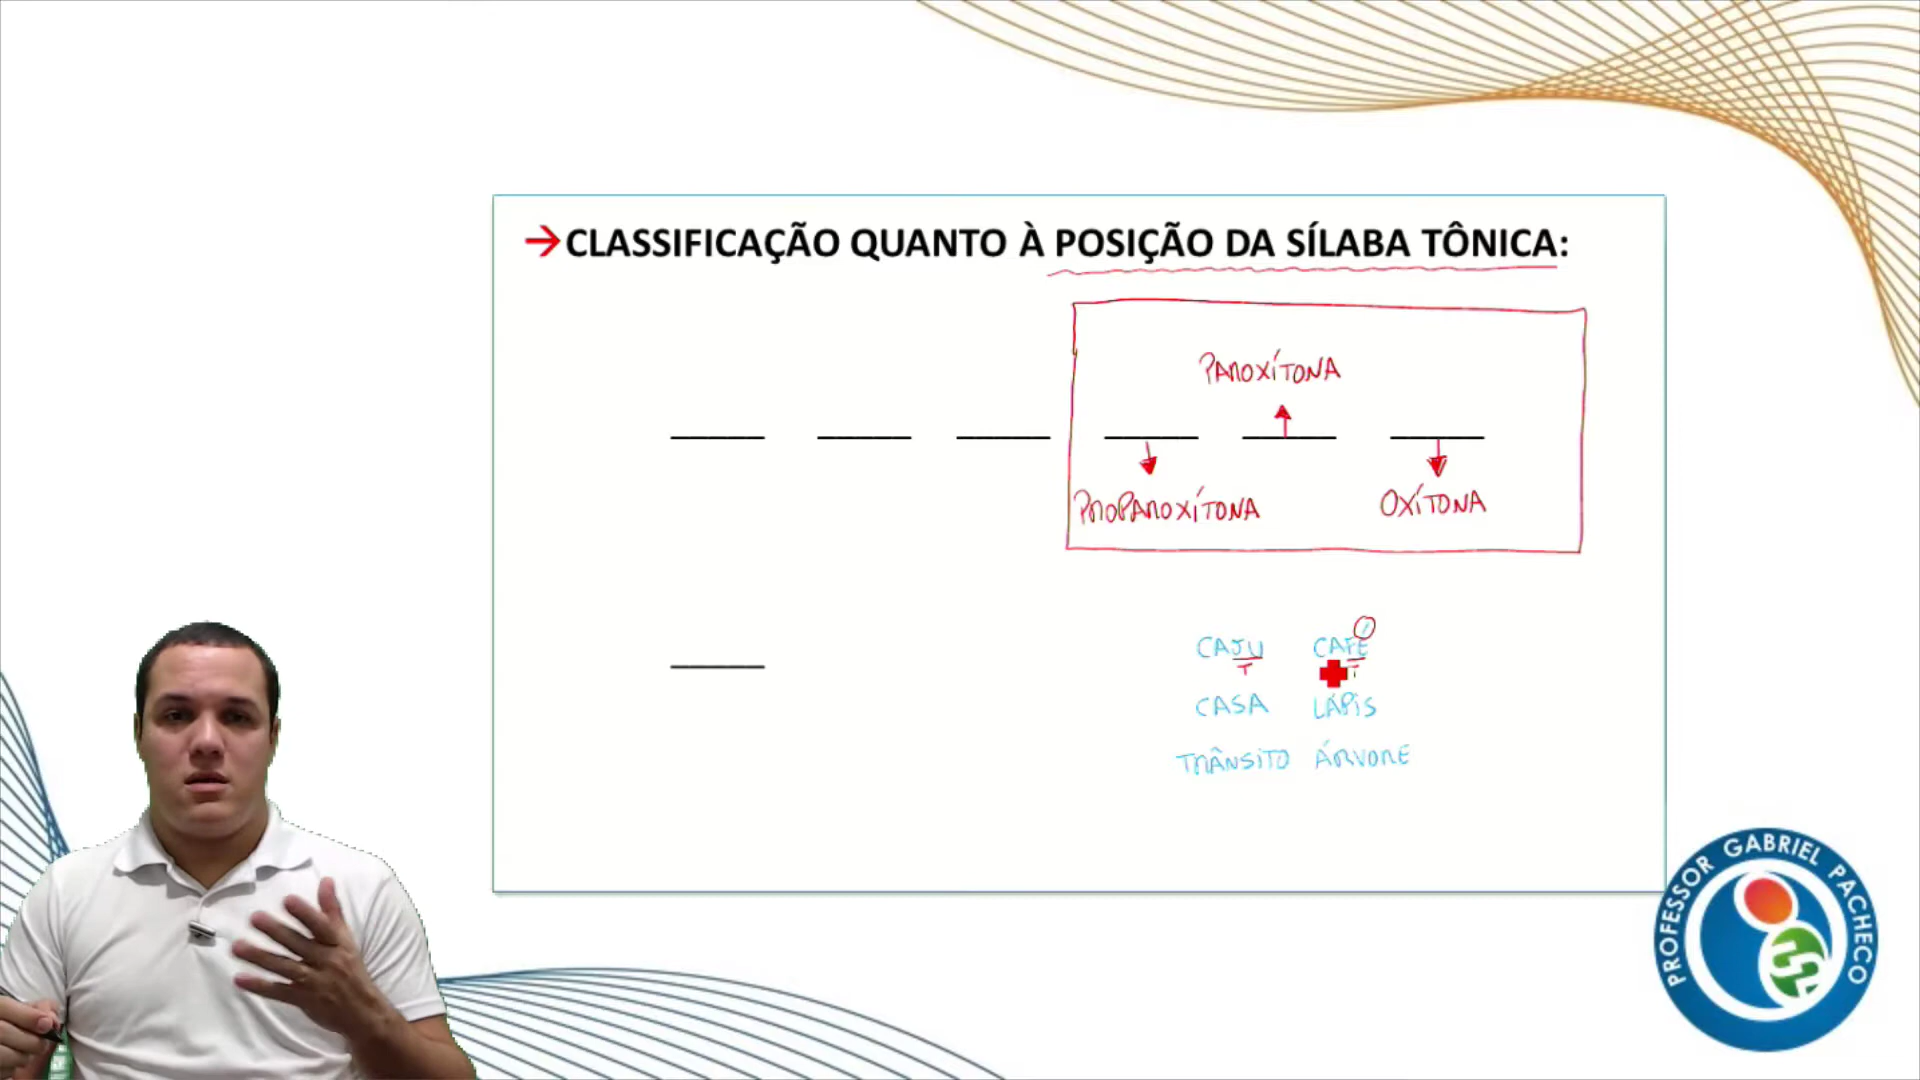 →CLASSIFICAÇÃO QUANTO À POSIÇÃO DA SÍLABA TÔNICA:
PAROXÍTONA
PROPAROXÍTONA OXÍTONA
CAJU CAFÉ
T T
CASA LÁPIS
TRÂNSITO ÁRVORE
PROFESSOR GABRIEL PACHECO